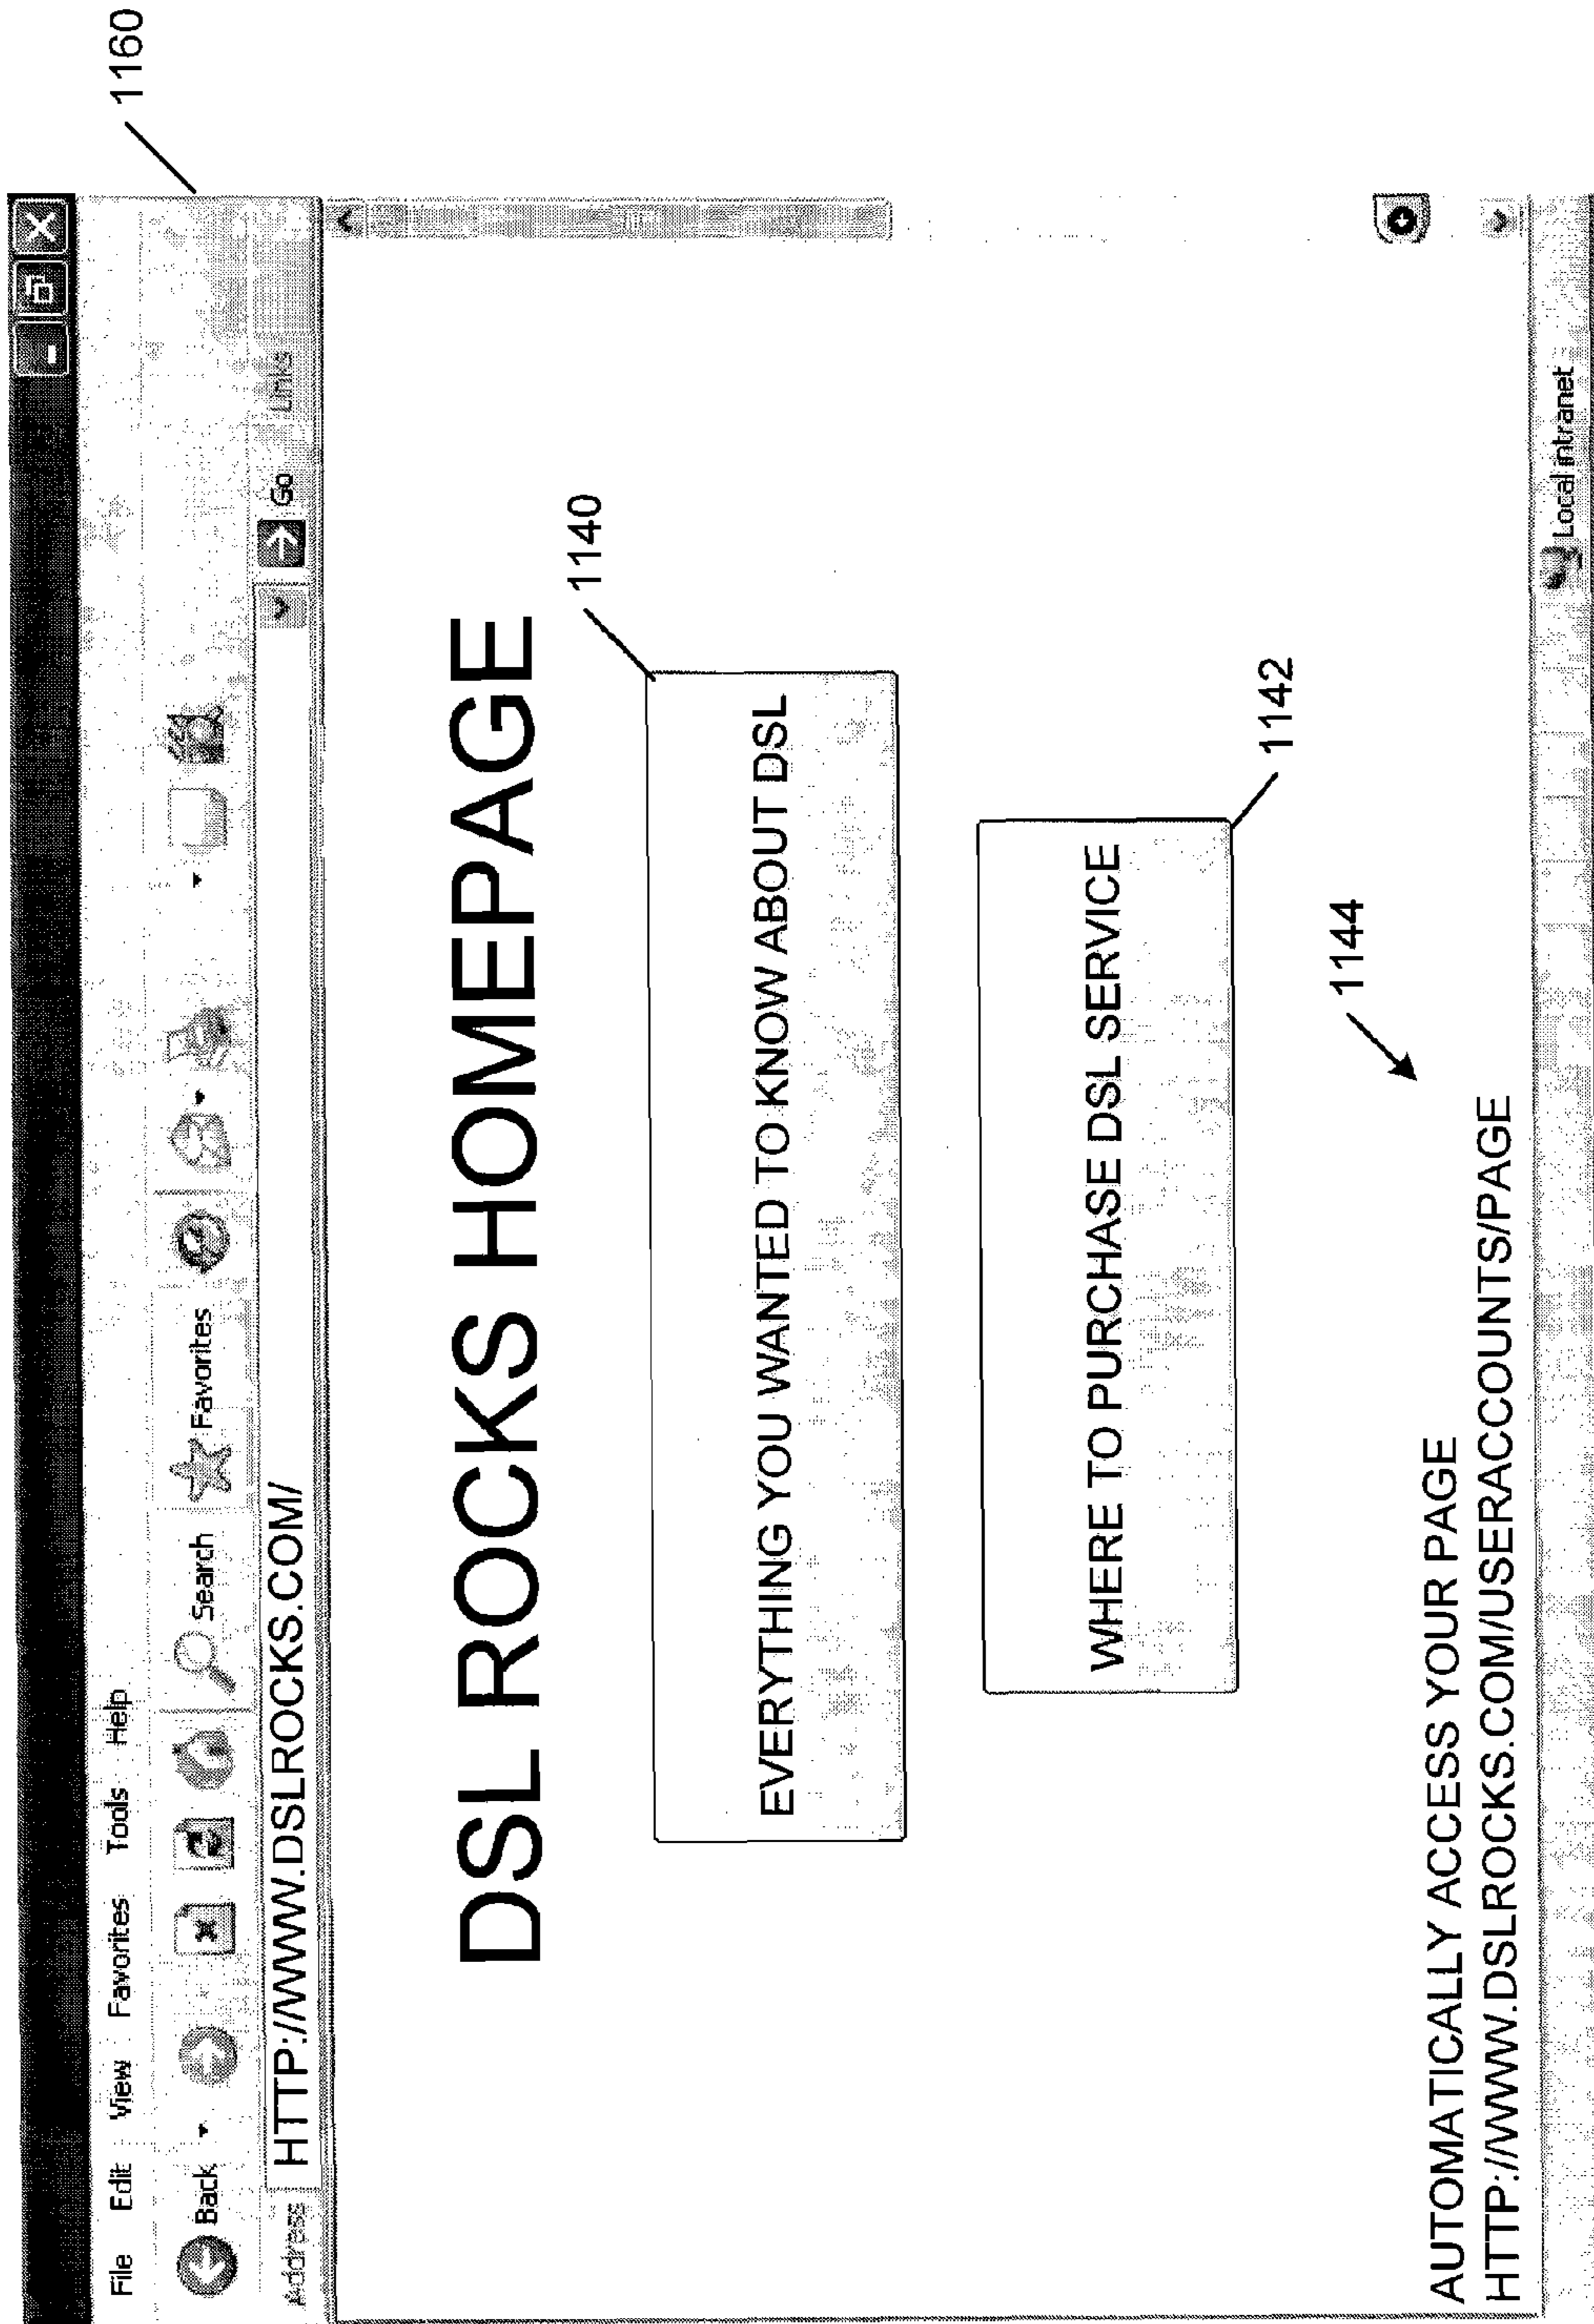 1160
File Edit View Favorites Tools Help
Back Search Favorites
Address HTTP://WWW.DSLROCKS.COM/ Go Links
DSL ROCKS HOMEPAGE
1140
EVERYTHING YOU WANTED TO KNOW ABOUT DSL
WHERE TO PURCHASE DSL SERVICE
1142
1144
AUTOMATICALLY ACCESS YOUR PAGE
HTTP://WWW.DSLROCKS.COM/USERACCOUNTS/PAGE
Local intranet